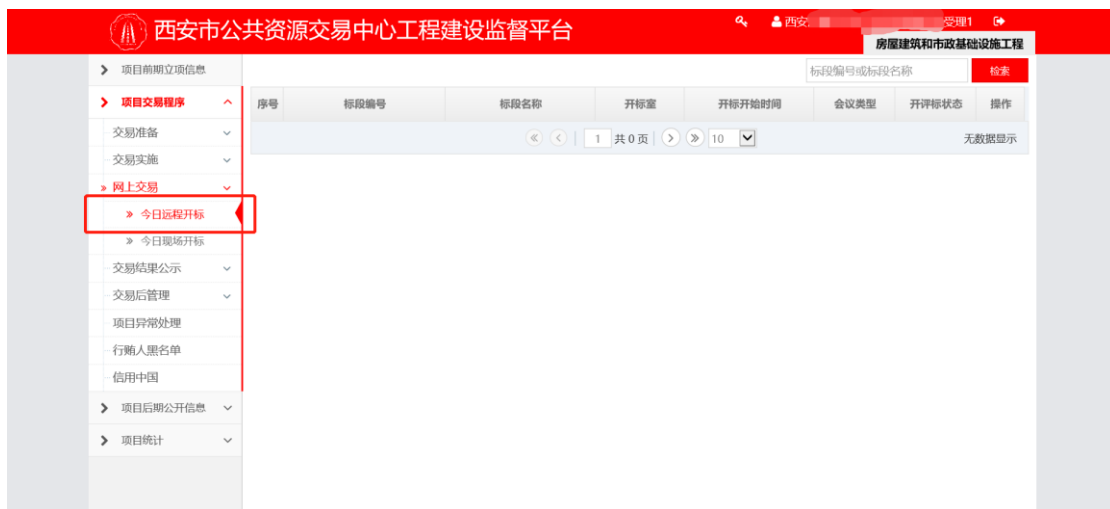 西安市公共资源交易中心工程建设监督平台
西安 受理1
房屋建筑和市政基础设施工程
项目前期立项信息
标段编号或标段名称 检索
项目交易程序
序号 标段编号 标段名称 开标室 开标开始时间 会议类型 开评标状态 操作
交易准备
1 共 0 页 10 无数据显示
交易实施
网上交易
今日远程开标
今日现场开标
交易结果公示
交易后管理
项目异常处理
行贿人黑名单
信用中国
项目后期公开信息
项目统计